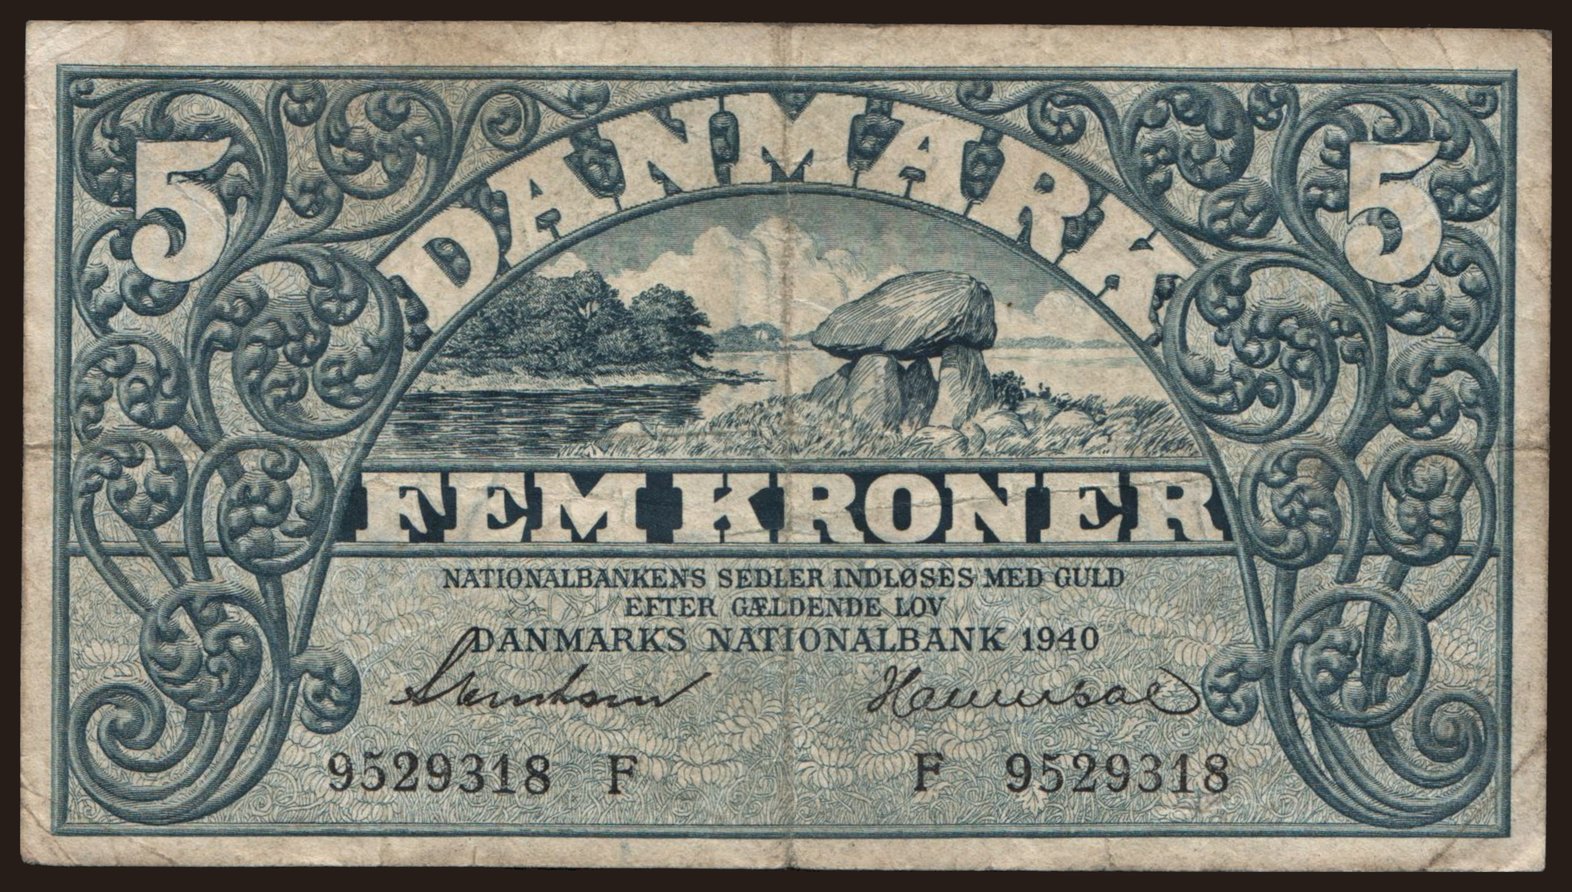 5 DANMARK 5
FEM KRONER
NATIONALBANKENS SEDLER INDLØSES MED GULD
EFTER GÆLDENDE LOV
DANMARKS NATIONALBANK 1940
9529318 F F 9529318